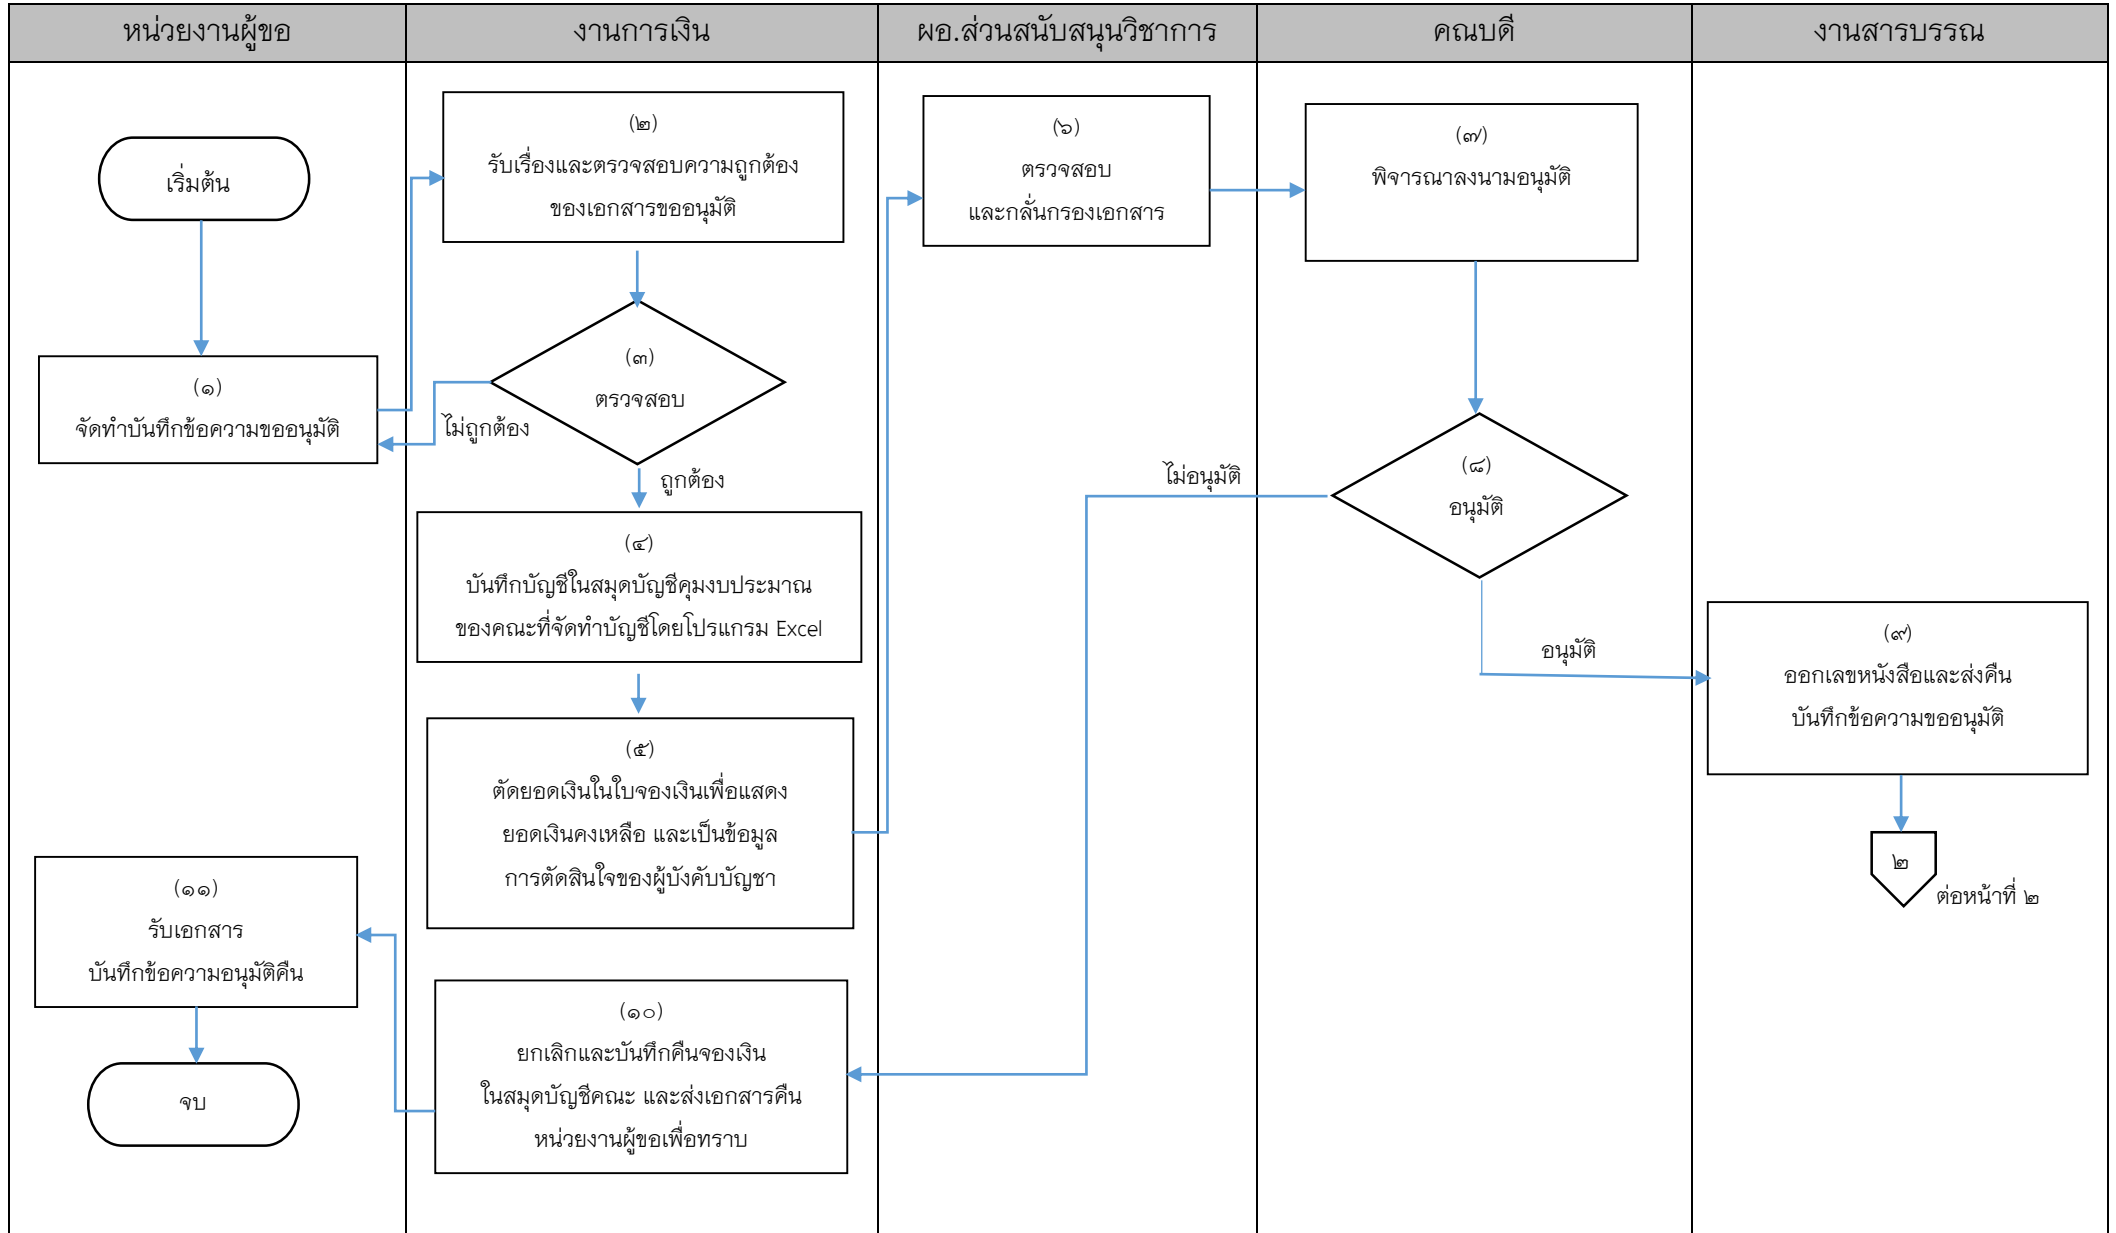 หน่วยงานผู้ขอ
งานการเงิน
ผอ.ส่วนสนับสนุนวิชาการ
คณบดี
งานสารบรรณ
เริ่มต้น
(๑)
จัดทำบันทึกข้อความขออนุมัติ
(๒)
รับเรื่องและตรวจสอบความถูกต้อง
ของเอกสารขออนุมัติ
(๓)
ตรวจสอบ
ไม่ถูกต้อง
ถูกต้อง
(๔)
บันทึกบัญชีในสมุดบัญชีคุมงบประมาณ
ของคณะที่จัดทำบัญชีโดยโปรแกรม Excel
(๕)
ตัดยอดเงินในใบจองเงินเพื่อแสดง
ยอดเงินคงเหลือ และเป็นข้อมูล
การตัดสินใจของผู้บังคับบัญชา
(๖)
ตรวจสอบ
และกลั่นกรองเอกสาร
(๗)
พิจารณาลงนามอนุมัติ
(๘)
อนุมัติ
ไม่อนุมัติ
อนุมัติ
(๙)
ออกเลขหนังสือและส่งคืน
บันทึกข้อความขออนุมัติ
๒
ต่อหน้าที่ ๒
(๑๐)
ยกเลิกและบันทึกคืนจองเงิน
ในสมุดบัญชีคณะ และส่งเอกสารคืน
หน่วยงานผู้ขอเพื่อทราบ
(๑๑)
รับเอกสาร
บันทึกข้อความอนุมัติคืน
จบ